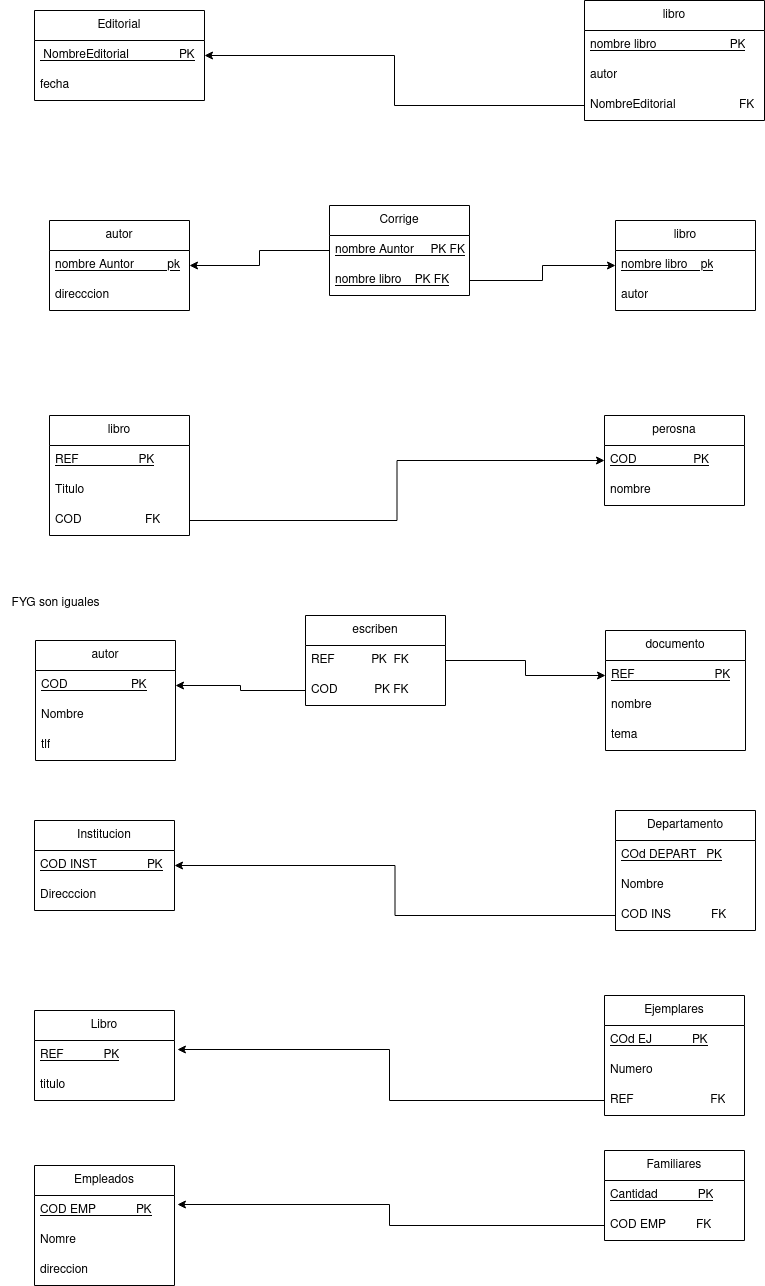 Editorial
NombreEditorial PK
fecha
libro
nombre libro PK
autor
NombreEditorial FK
autor
nombre Auntor pk
direcccion
Corrige
nombre Auntor PK FK
nombre libro PK FK
libro
nombre libro pk
autor
libro
REF PK
Titulo
COD FK
perosna
COD PK
nombre
FYG son iguales
autor
COD PK
Nombre
tlf
escriben
REF PK FK
COD PK FK
documento
REF PK
nombre
tema
Institucion
COD INST PK
Direcccion
Departamento
COd DEPART PK
Nombre
COD INS FK
Libro
REF PK
titulo
Ejemplares
COd EJ PK
Numero
REF FK
Empleados
COD EMP PK
Nomre
direccion
Familiares
Cantidad PK
COD EMP FK